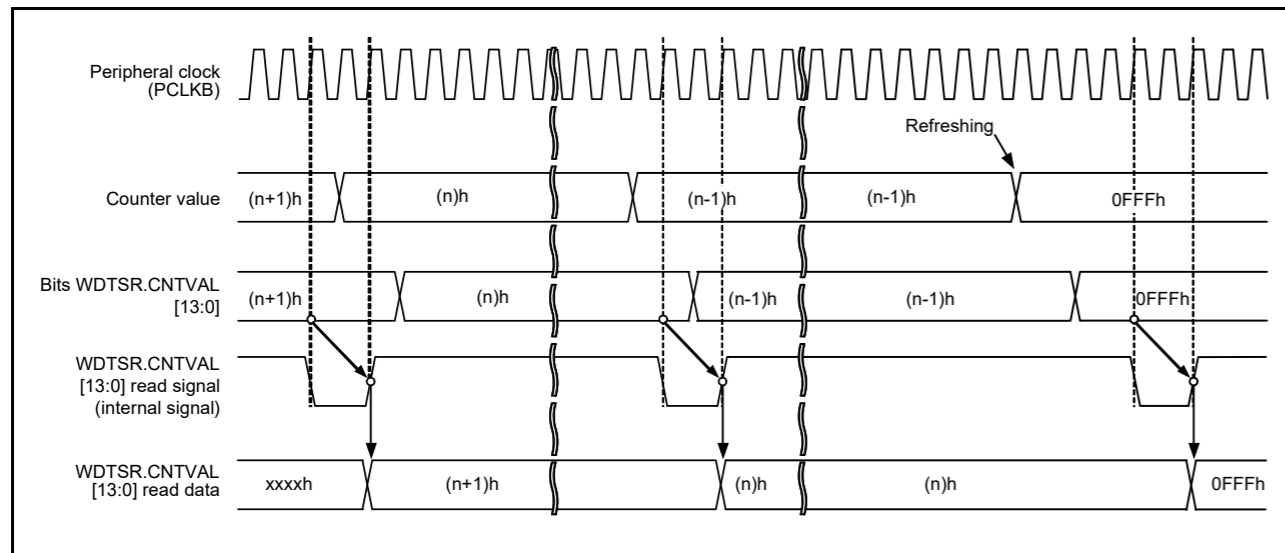 Peripheral clock
(PCLKB)
Refreshing
Counter value
(n+1)h
(n)h
(n-1)h
(n-1)h
0FFFh
Bits WDTSR.CNTVAL
[13:0]
(n+1)h
(n)h
(n-1)h
(n-1)h
0FFFh
WDTSR.CNTVAL
[13:0] read signal
(internal signal)
WDTSR.CNTVAL
[13:0] read data
xxxxh
(n+1)h
(n)h
(n)h
0FFFh